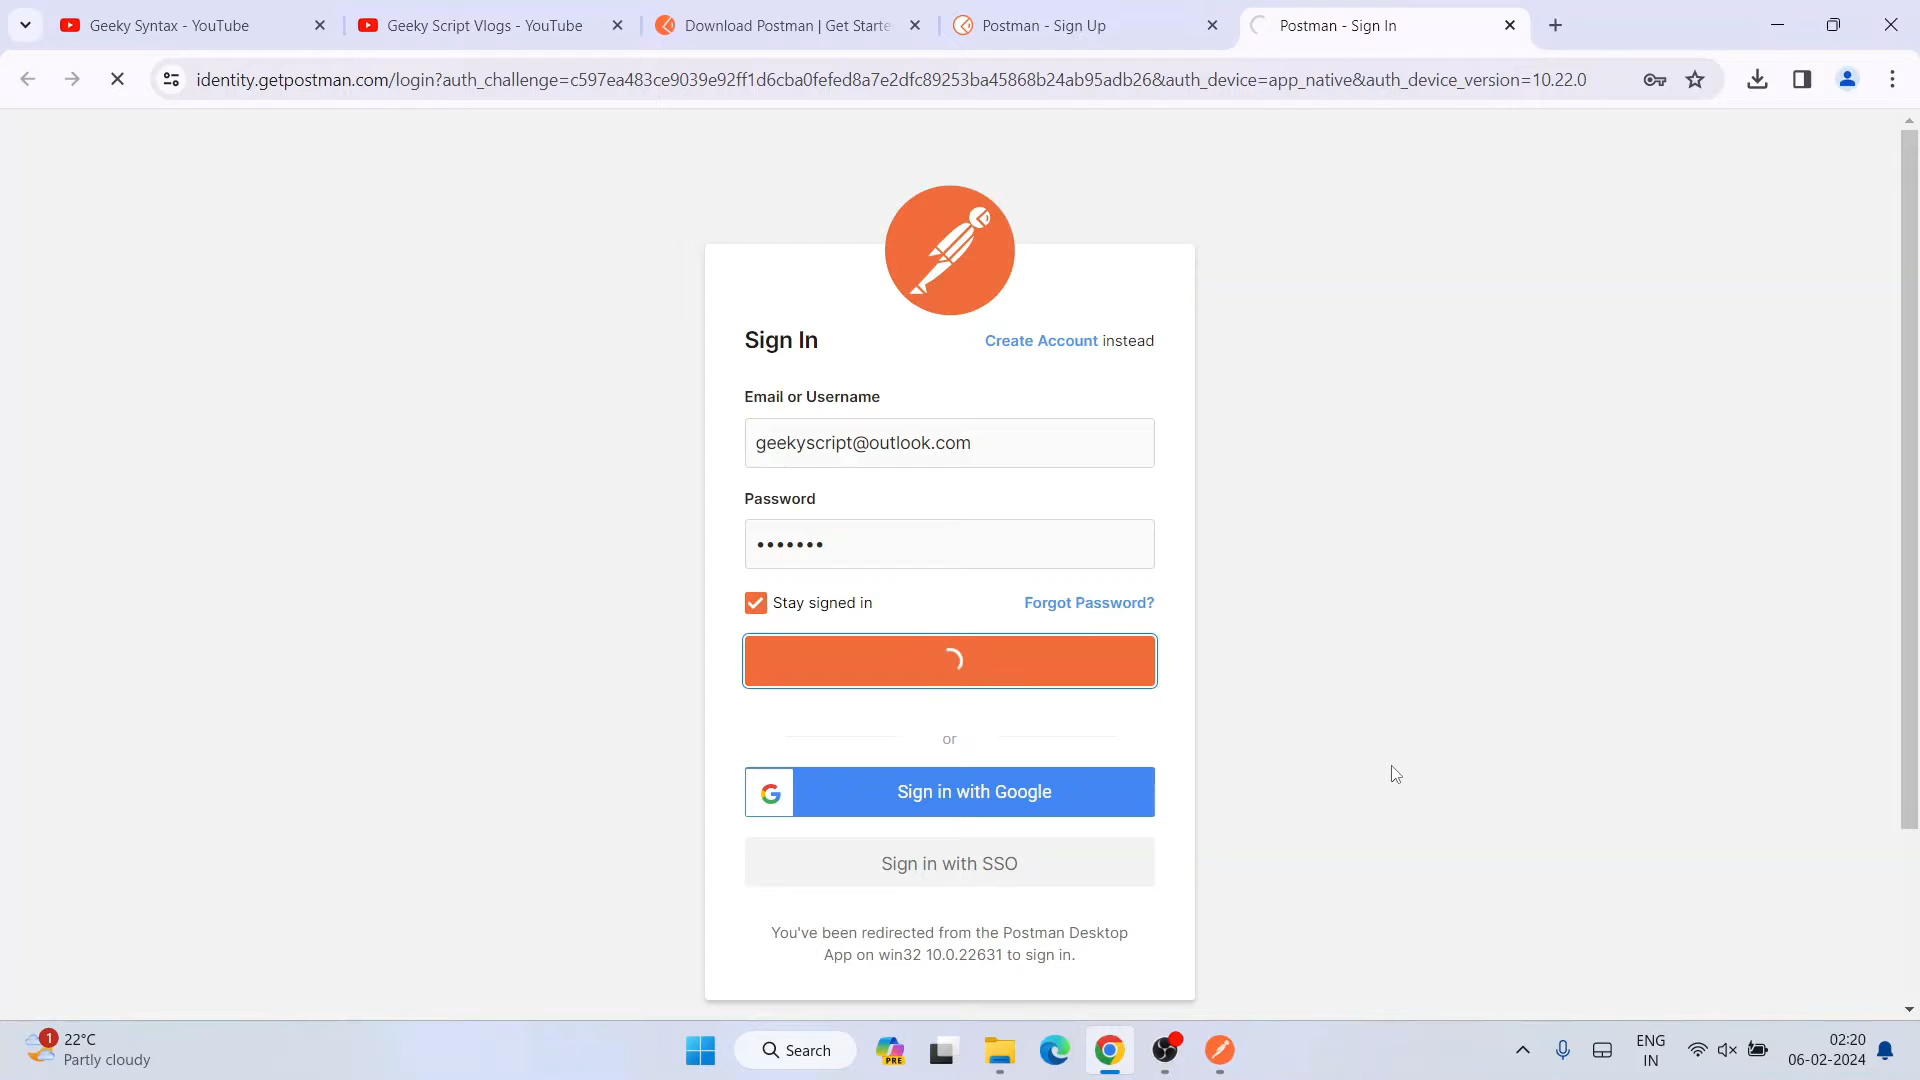 Geeky Syntax - YouTube
Geeky Script Vlogs - YouTube
Download Postman | Get Starte
Postman - Sign Up
Postman - Sign In
identity.getpostman.com/login?auth_challenge=c597ea483ce9039e92ff1d6cba0fefed8a7e2dfc89253ba45868b24ab95adb26&auth_device=app_native&auth_device_version=10.22.0
Sign In
Create Account instead
Email or Username
geekyscript@outlook.com
Password
•••••••
Stay signed in
Forgot Password?
or
Sign in with Google
Sign in with SSO
You've been redirected from the Postman Desktop
App on win32 10.0.22631 to sign in.
1
22°C
Partly cloudy
Search
PRE
ENG
IN
02:20
06-02-2024